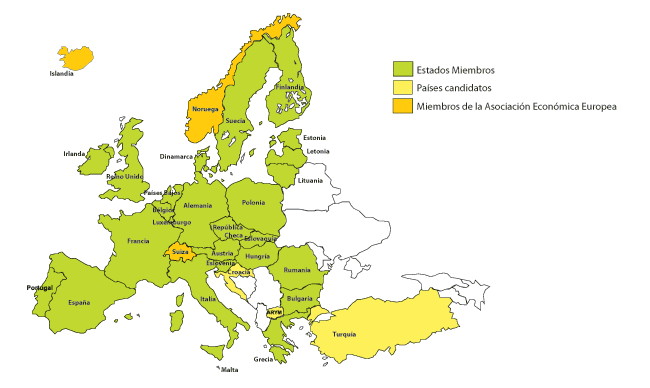 Estados Miembros
Países candidatos
Miembros de la Asociación Económica Europea
Islandia
Noruega
Finlandia
Suecia
Estonia
Letonia
Lituania
Irlanda
Dinamarca
Reino Unido
Países Bajos
Belgica
Luxemburgo
Alemania
Polonia
República
Checa
Eslovaquia
Francia
Suiza
Austria
Hungría
Eslovenia
Croacia
Rumania
Portugal
España
Italia
Bulgaria
ARYM
Turquía
Grecia
Malta